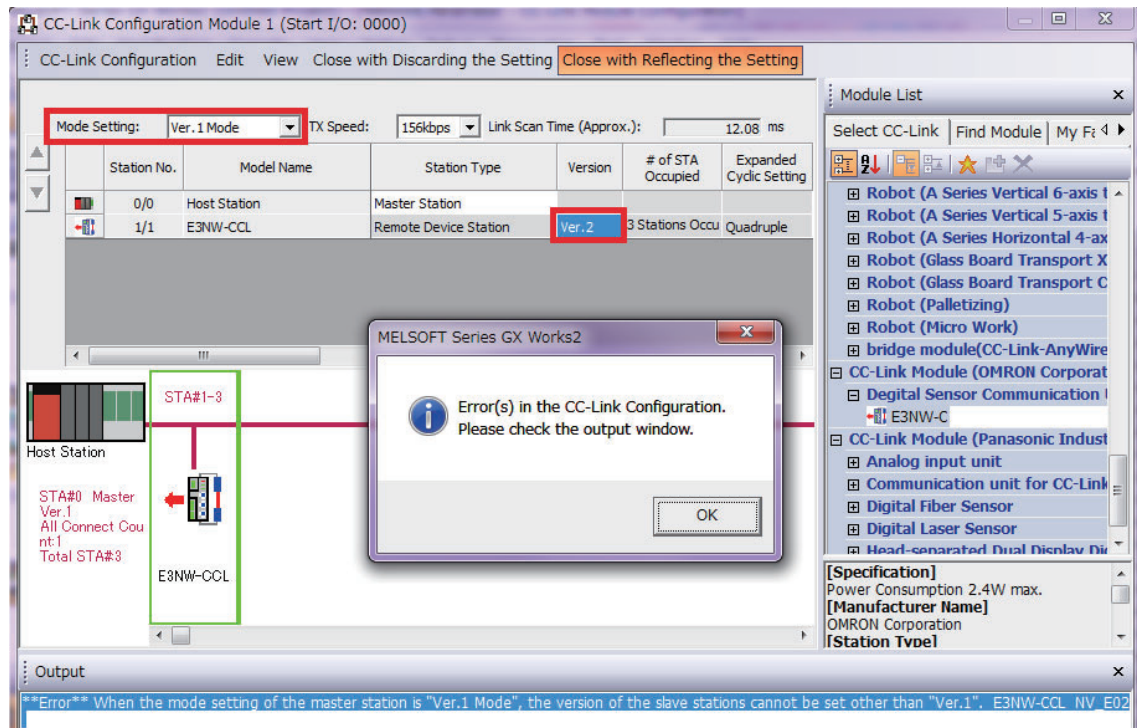 CC-Link Configuration Module 1 (Start I/O: 0000)
CC-Link Configuration Edit View Close with Discarding the Setting Close with Reflecting the Setting
Mode Setting: Ver.1 Mode TX Speed: 156kbps Link Scan Time (Approx.): 12.08 ms
Station No. Model Name Station Type Version # of STA Occupied Expanded Cyclic Setting
0/0 Host Station Master Station
1/1 E3NW-CCL Remote Device Station Ver.2 3 Stations Occu Quadruple
MELSOFT Series GX Works2
Error(s) in the CC-Link Configuration.
Please check the output window.
OK
STA#1-3
Host Station
STA#0 Master
Ver.1
All Connect Cou
nt:1
Total STA#3
E3NW-CCL
Module List
Select CC-Link Find Module My Fa
Robot (A Series Vertical 6-axis t
Robot (A Series Vertical 5-axis t
Robot (A Series Horizontal 4-ax
Robot (Glass Board Transport X
Robot (Glass Board Transport C
Robot (Palletizing)
Robot (Micro Work)
bridge module(CC-Link-AnyWire
CC-Link Module (OMRON Corporat
Degital Sensor Communication
E3NW-C
CC-Link Module (Panasonic Indust
Analog input unit
Communication unit for CC-Link
Digital Fiber Sensor
Digital Laser Sensor
Head-separated Dual Display Di
[Specification]
Power Consumption 2.4W max.
[Manufacturer Name]
OMRON Corporation
[Station Type]
Output
**Error** When the mode setting of the master station is "Ver.1 Mode", the version of the slave stations cannot be set other than "Ver.1". E3NW-CCL NV_E02